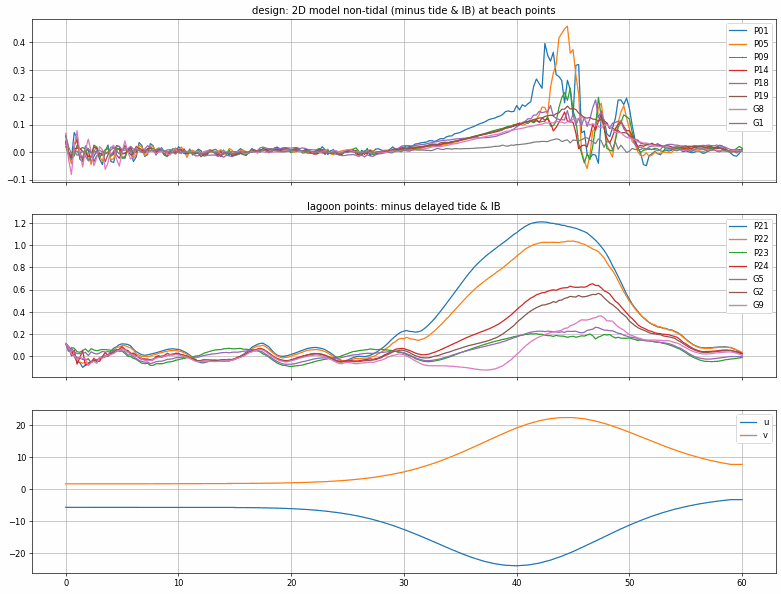 design: 2D model non-tidal (minus tide & IB) at beach points
0.4
0.3
0.2
0.1
0.0
−0.1
P01
P05
P09
P14
P18
P19
G8
G1
lagoon points: minus delayed tide & IB
1.2
1.0
0.8
0.6
0.4
0.2
0.0
P21
P22
P23
P24
G5
G2
G9
20
10
0
−10
−20
u
v
0 10 20 30 40 50 60